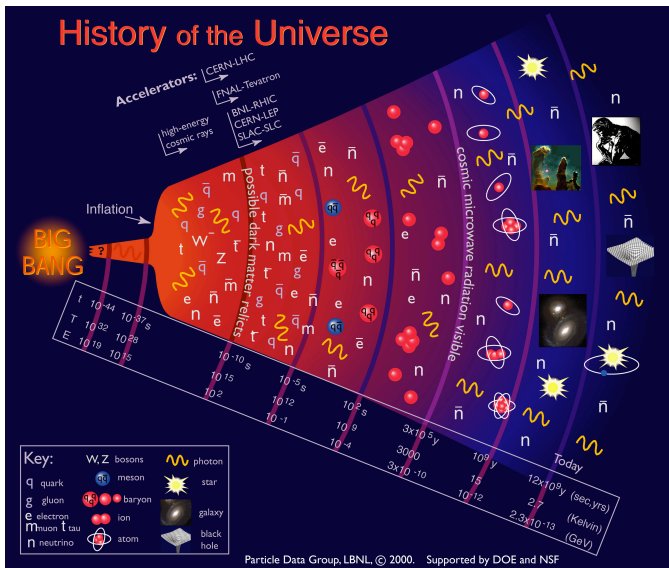 History of the Universe
Accelerators:
CERN-LHC
FNAL-Tevatron
BNL-RHIC
CERN-LEP
SLAC-SLC
high-energy
cosmic rays
Inflation
BIG
BANG
?
possible dark matter relicts
cosmic microwave radiation visible
t 10⁻⁴⁴ 10⁻³⁷ s 10⁻¹⁰ s 10⁻⁵ s 10² s 3x10⁵ y 10⁹ y 12x10⁹ y (sec, yrs)
T 10³² 10²⁸ 10¹⁵ 10¹² 10⁹ 3000 15 2.7 (Kelvin)
E 10¹⁹ 10¹⁵ 10² 10⁻¹ 10⁻⁴ 3x10⁻¹⁰ 10⁻¹² 2.3x10⁻¹³ (GeV)
Today
Key:
q quark
g gluon
e electron
m muon t tau
n neutrino
W, Z bosons
qq̄ meson
qqq baryon
ion
atom
photon
star
galaxy
black
hole
Particle Data Group, LBNL, © 2000. Supported by DOE and NSF